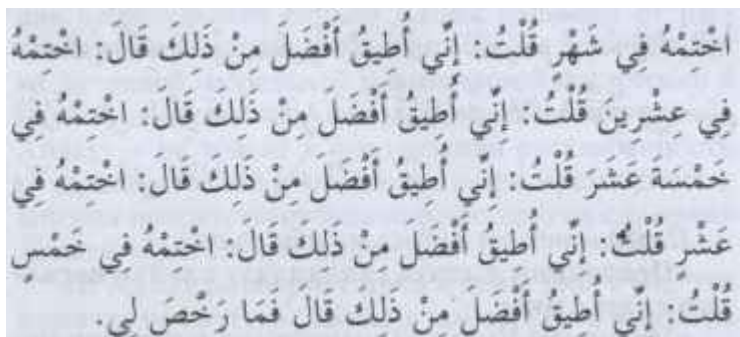 اخْتِمْهُ فِي شَهْرٍ قُلْتُ: إِنِّي أُطِيقُ أَفْضَلَ مِنْ ذَلِكَ قَالَ: اخْتِمْهُ
فِي عِشْرِينَ قُلْتُ: إِنِّي أُطِيقُ أَفْضَلَ مِنْ ذَلِكَ قَالَ: اخْتِمْهُ فِي
خَمْسَةَ عَشَرَ قُلْتُ: إِنِّي أُطِيقُ أَفْضَلَ مِنْ ذَلِكَ قَالَ: اخْتِمْهُ فِي
عَشْرٍ قُلْتُ: إِنِّي أُطِيقُ أَفْضَلَ مِنْ ذَلِكَ قَالَ: اخْتِمْهُ فِي خَمْسٍ
قُلْتُ: إِنِّي أُطِيقُ أَفْضَلَ مِنْ ذَلِكَ قَالَ فَمَا رَخَّصَ لِي.